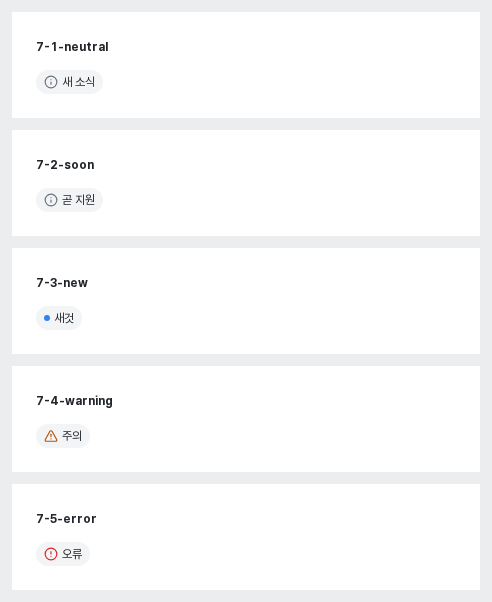 7-1-neutral
새 소식
7-2-soon
곧 지원
7-3-new
새것
7-4-warning
주의
7-5-error
오류